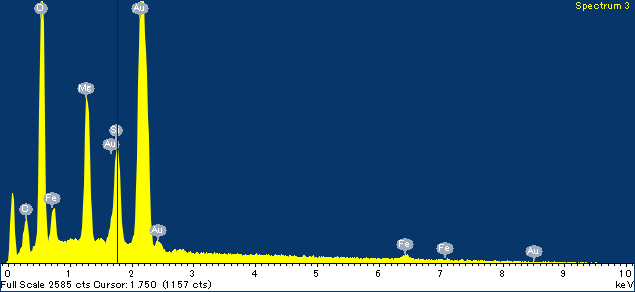 Spectrum 3
O Au
Mg
Si
Au
Fe
O
Au
Fe Fe Au
0 1 2 3 4 5 6 7 8 9 10
Full Scale 2585 cts Cursor: 1.750 (1157 cts) keV